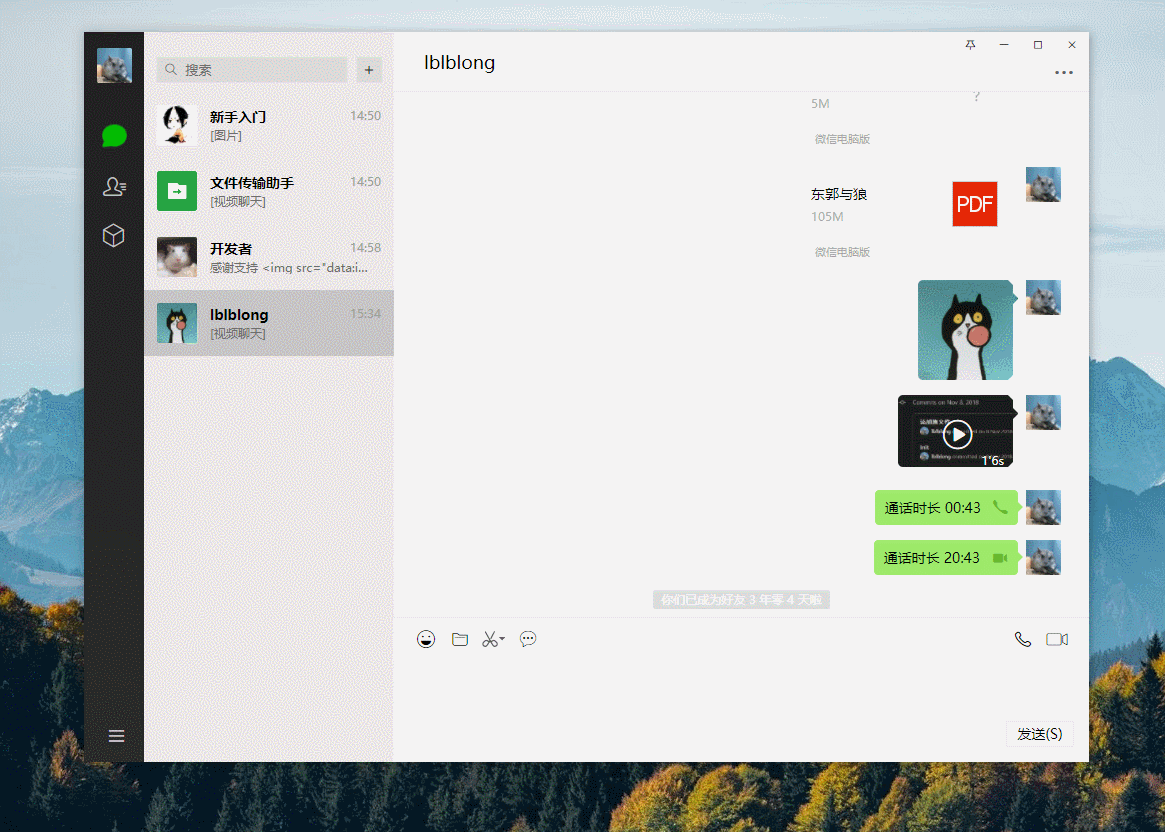 搜索
+
新手入门
14:50
[图片]
文件传输助手
14:50
[视频聊天]
开发者
14:58
感谢支持 <img src="data:i...
lblblong
15:34
[视频聊天]
lblblong
?
5M
微信电脑版
东郭与狼
105M
PDF
微信电脑版
Commits on Nov 3, 2019
Init
1'6s
通话时长 00:43
通话时长 20:43
你们已成为好友 3 年零 4 天啦
发送(S)